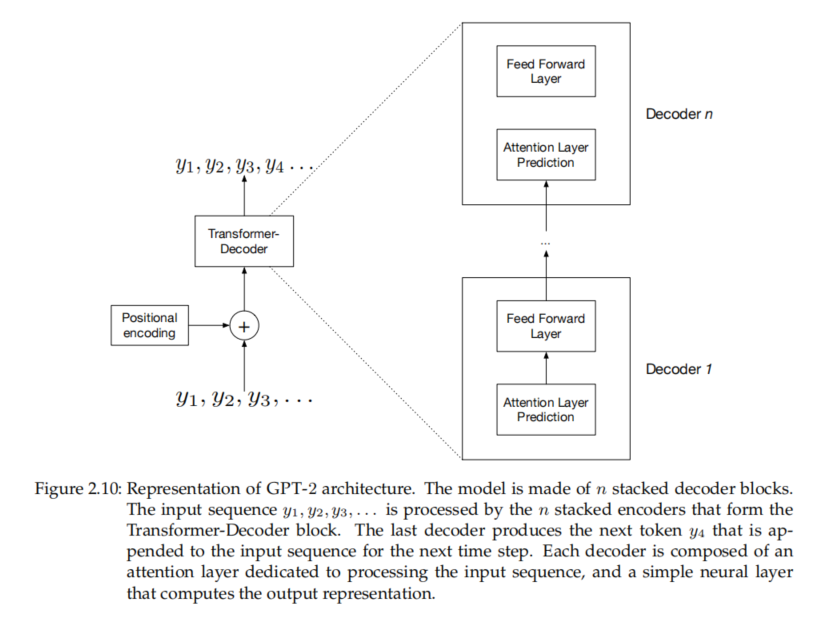 Feed Forward
Layer
Decoder n
Attention Layer
Prediction
y1, y2, y3, y4 ...
Transformer-
Decoder
...
Positional
encoding
+
Feed Forward
Layer
Decoder 1
y1, y2, y3, ...
Attention Layer
Prediction
Figure 2.10: Representation of GPT-2 architecture. The model is made of n stacked decoder blocks.
The input sequence y1, y2, y3, ... is processed by the n stacked encoders that form the
Transformer-Decoder block. The last decoder produces the next token y4 that is ap-
pended to the input sequence for the next time step. Each decoder is composed of an
attention layer dedicated to processing the input sequence, and a simple neural layer
that computes the output representation.